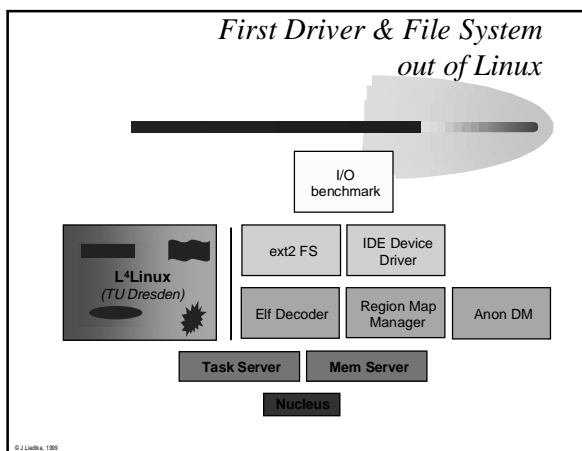 First Driver & File System
out of Linux
I/O
benchmark
L⁴Linux
(TU Dresden)
ext2 FS
IDE Device
Driver
Elf Decoder
Region Map
Manager
Anon DM
Task Server
Mem Server
Nucleus
© J.Liedtke, 1999